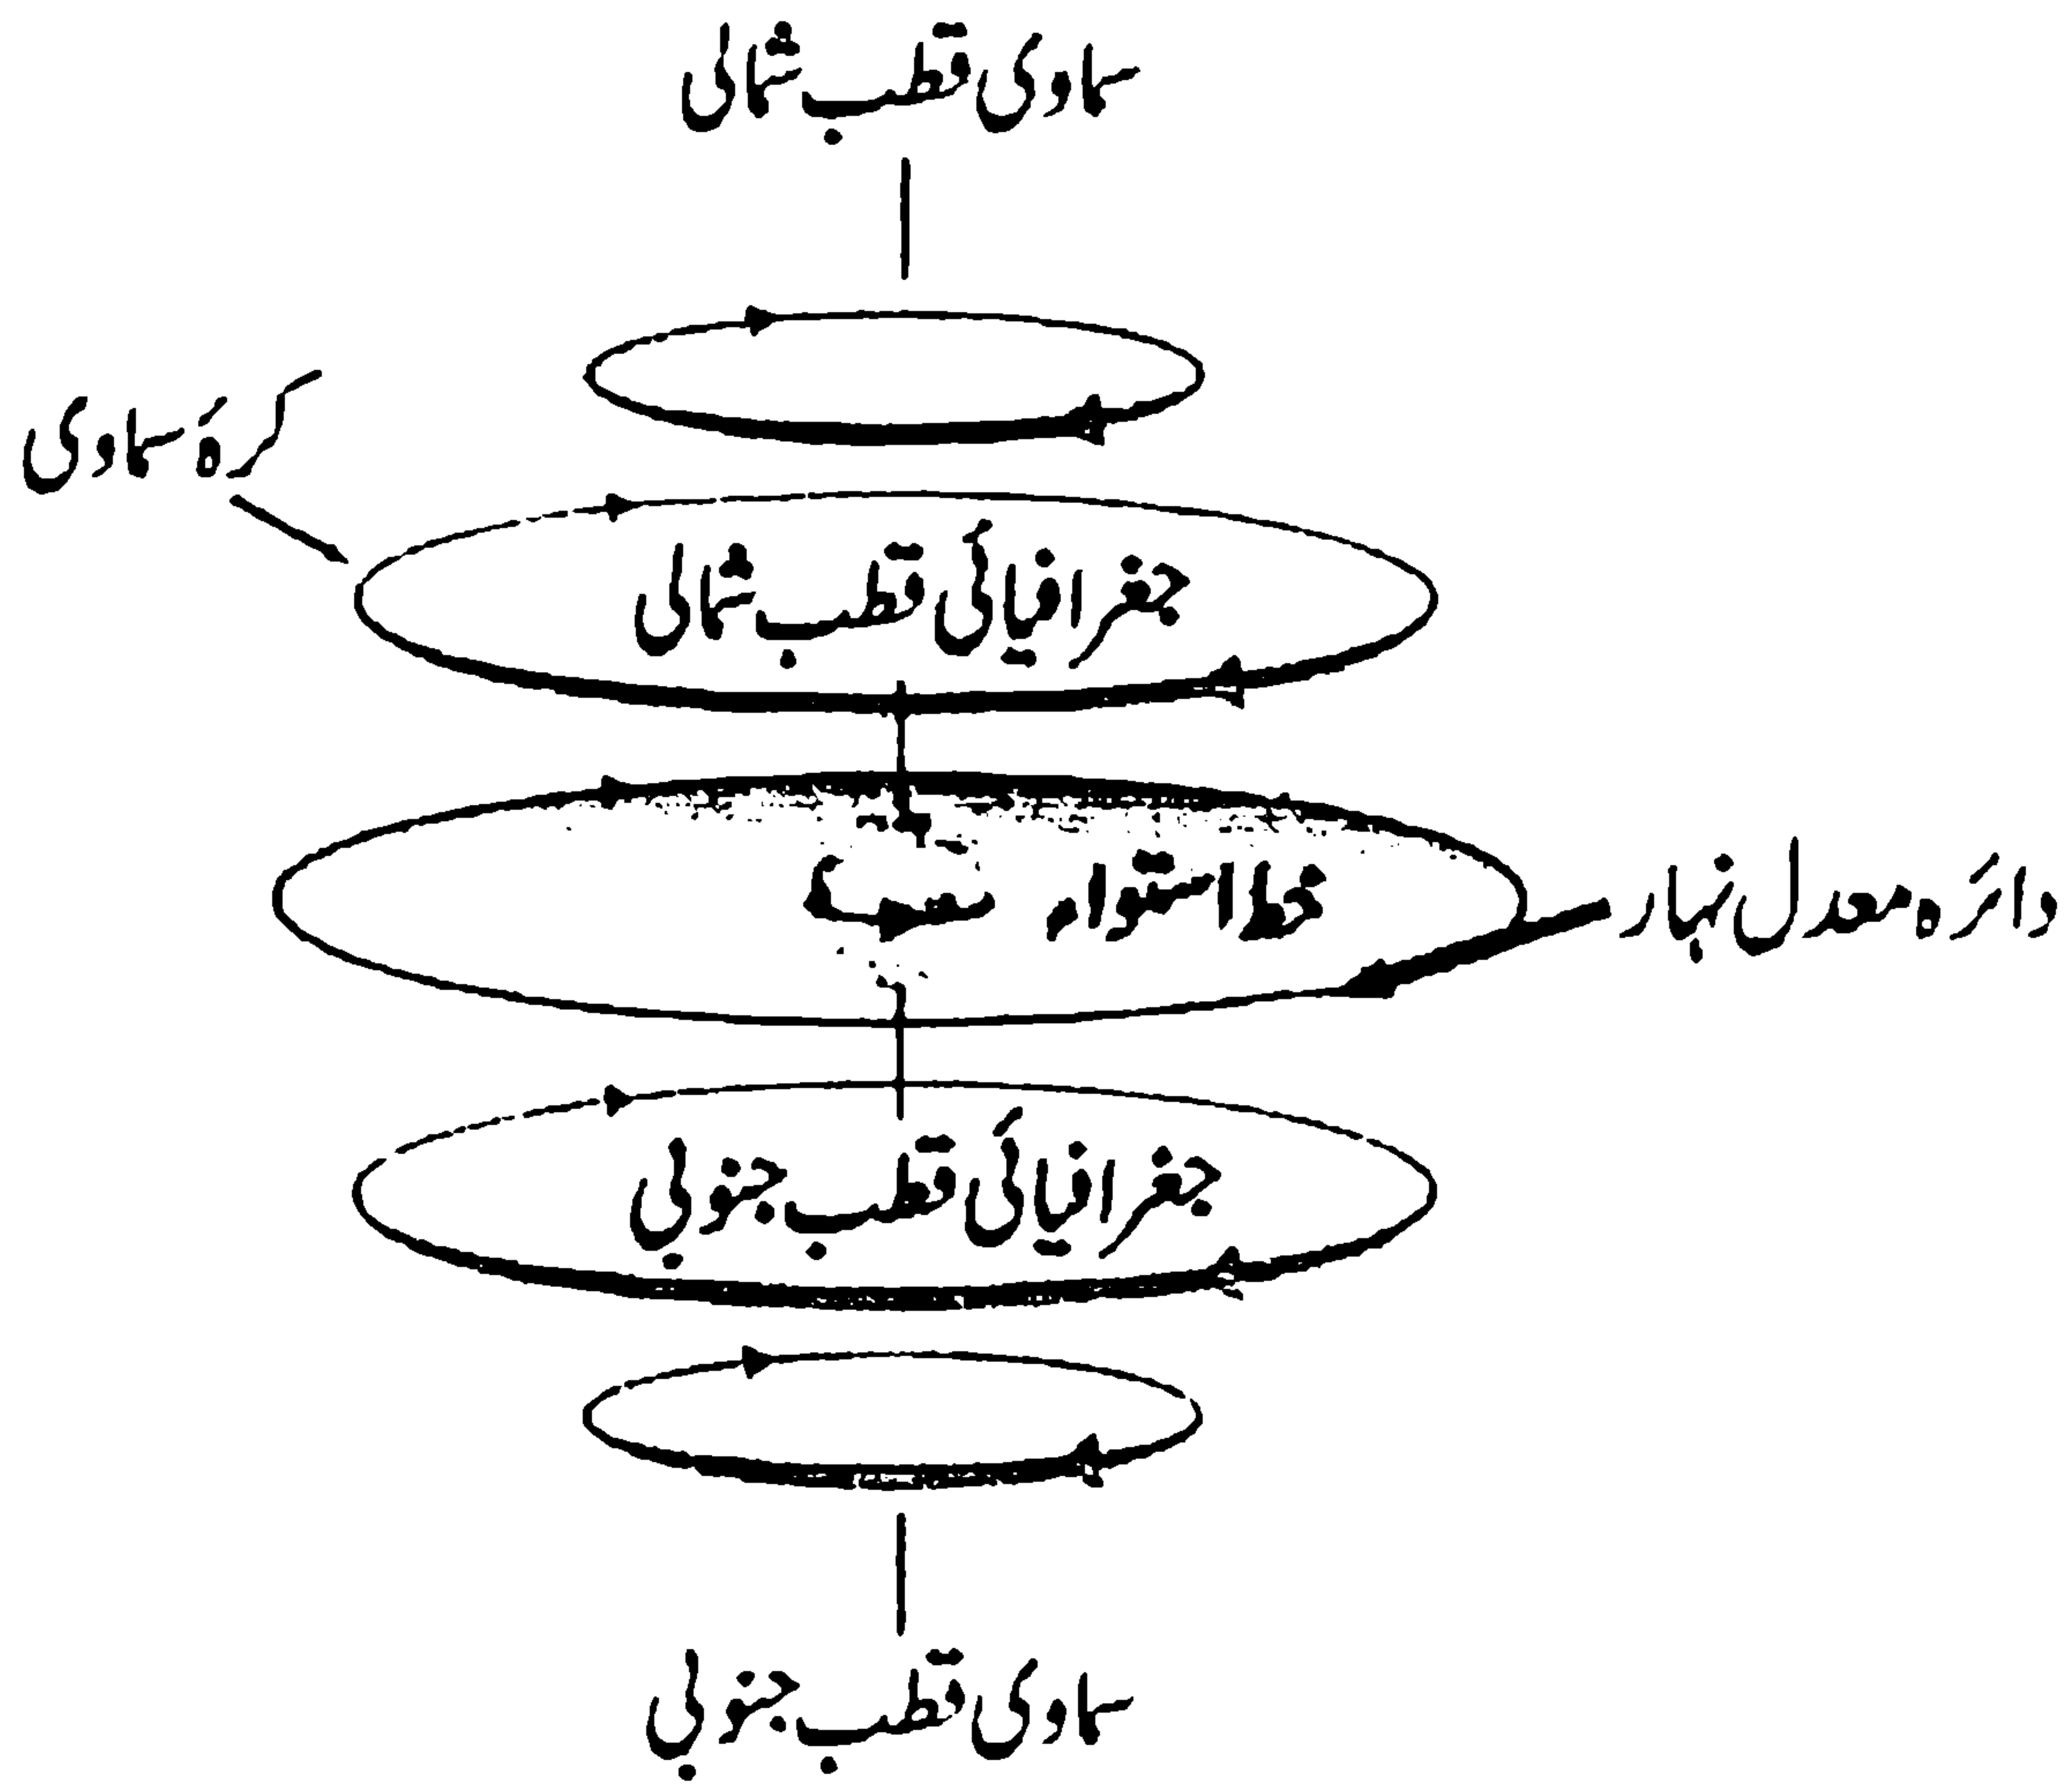 سماوی قطب شمالی
کرۂ سماوی
جغرافیائی قطب شمالی
خط استواء
دائرہ معدل نہار
جغرافیائی قطب جنوبی
سماوی قطب جنوبی